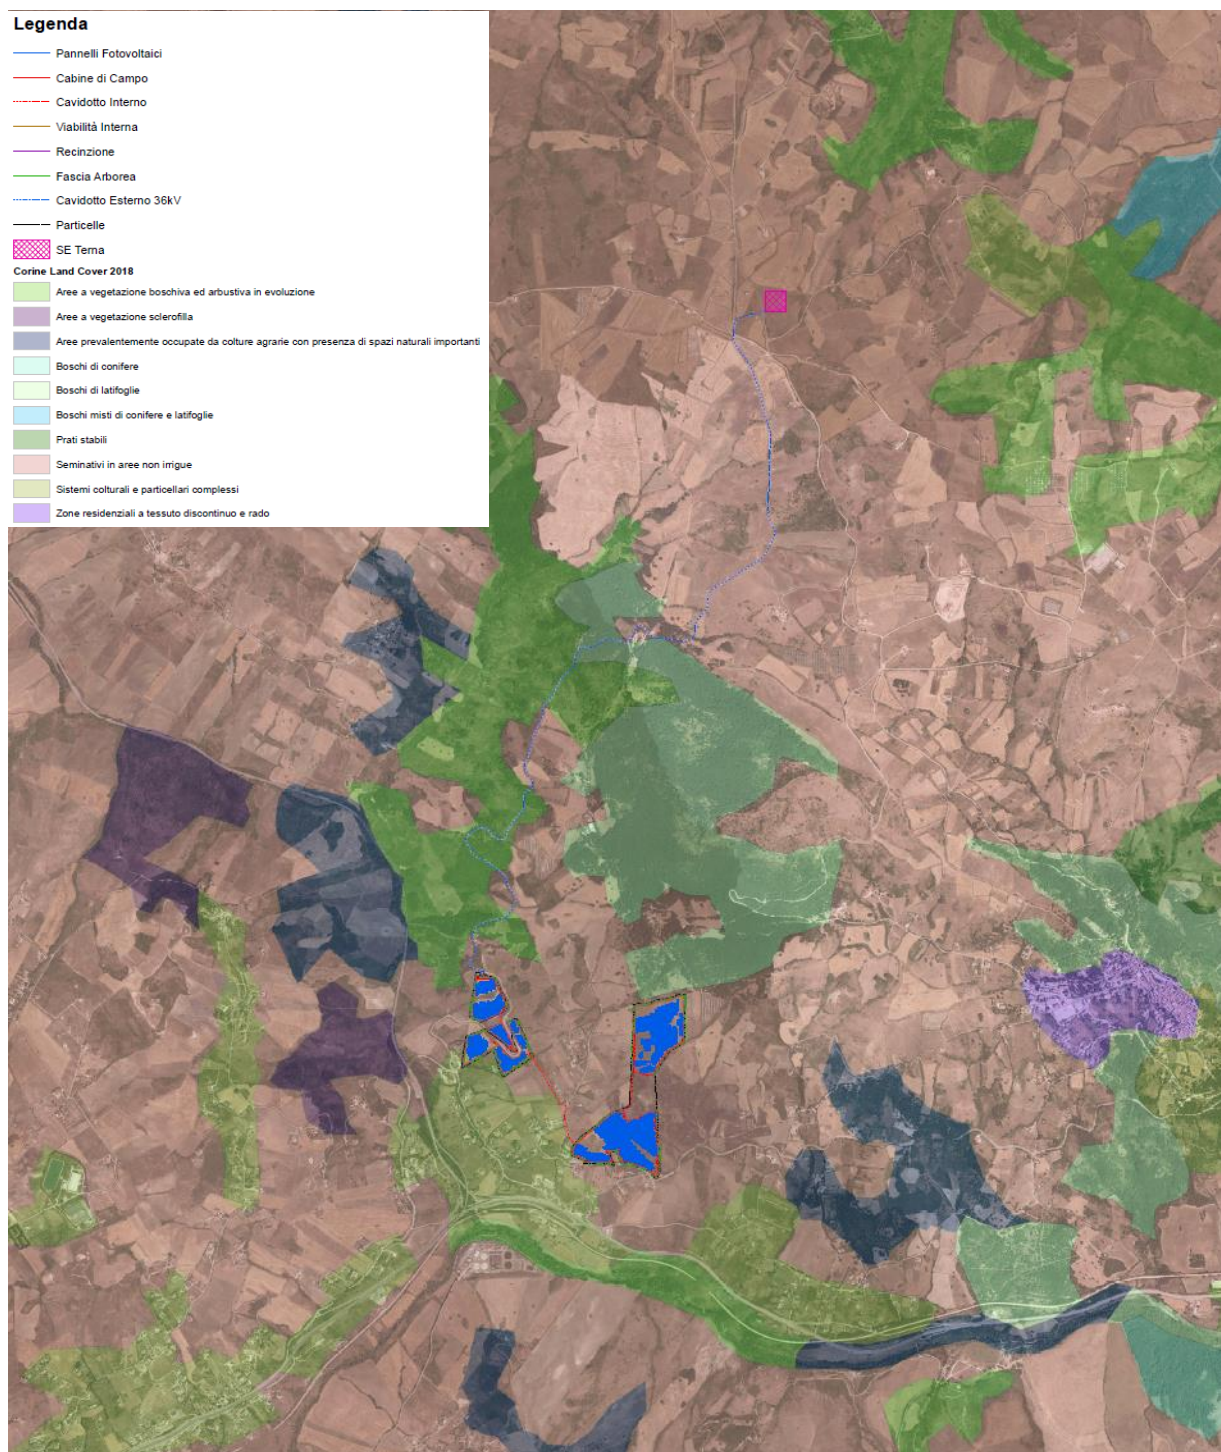 Legenda
Pannelli Fotovoltaici
Cabine di Campo
Cavidotto Interno
Viabilità Interna
Recinzione
Fascia Arborea
Cavidotto Esterno 36kV
Particelle
SE Terna
Corine Land Cover 2018
Aree a vegetazione boschiva ed arbustiva in evoluzione
Aree a vegetazione sclerofilla
Aree prevalentemente occupate da colture agrarie con presenza di spazi naturali importanti
Boschi di conifere
Boschi di latifoglie
Boschi misti di conifere e latifoglie
Prati stabili
Seminativi in aree non irrigue
Sistemi colturali e particellari complessi
Zone residenziali a tessuto discontinuo e rado